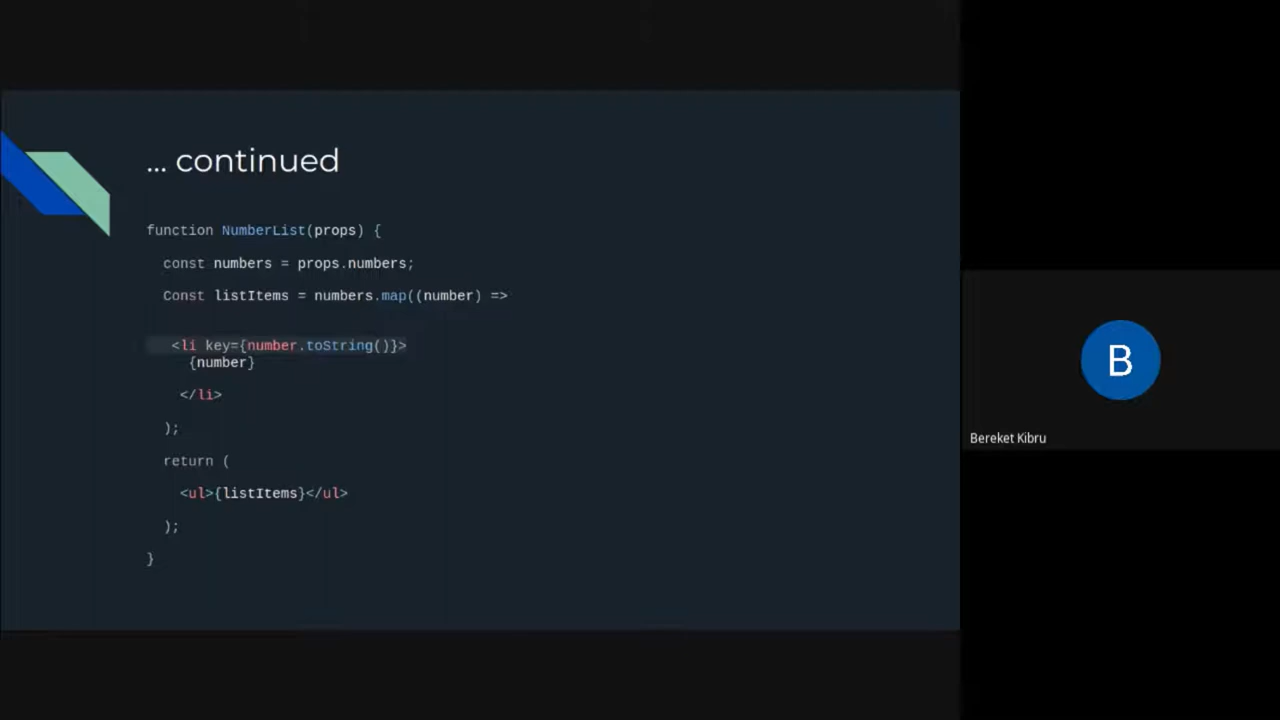 ... continued
function NumberList(props) {
const numbers = props.numbers;
Const listItems = numbers.map((number) =>
<li key={number.toString()}>
{number}
</li>
);
return (
<ul>{listItems}</ul>
);
}
B
Bereket Kibru